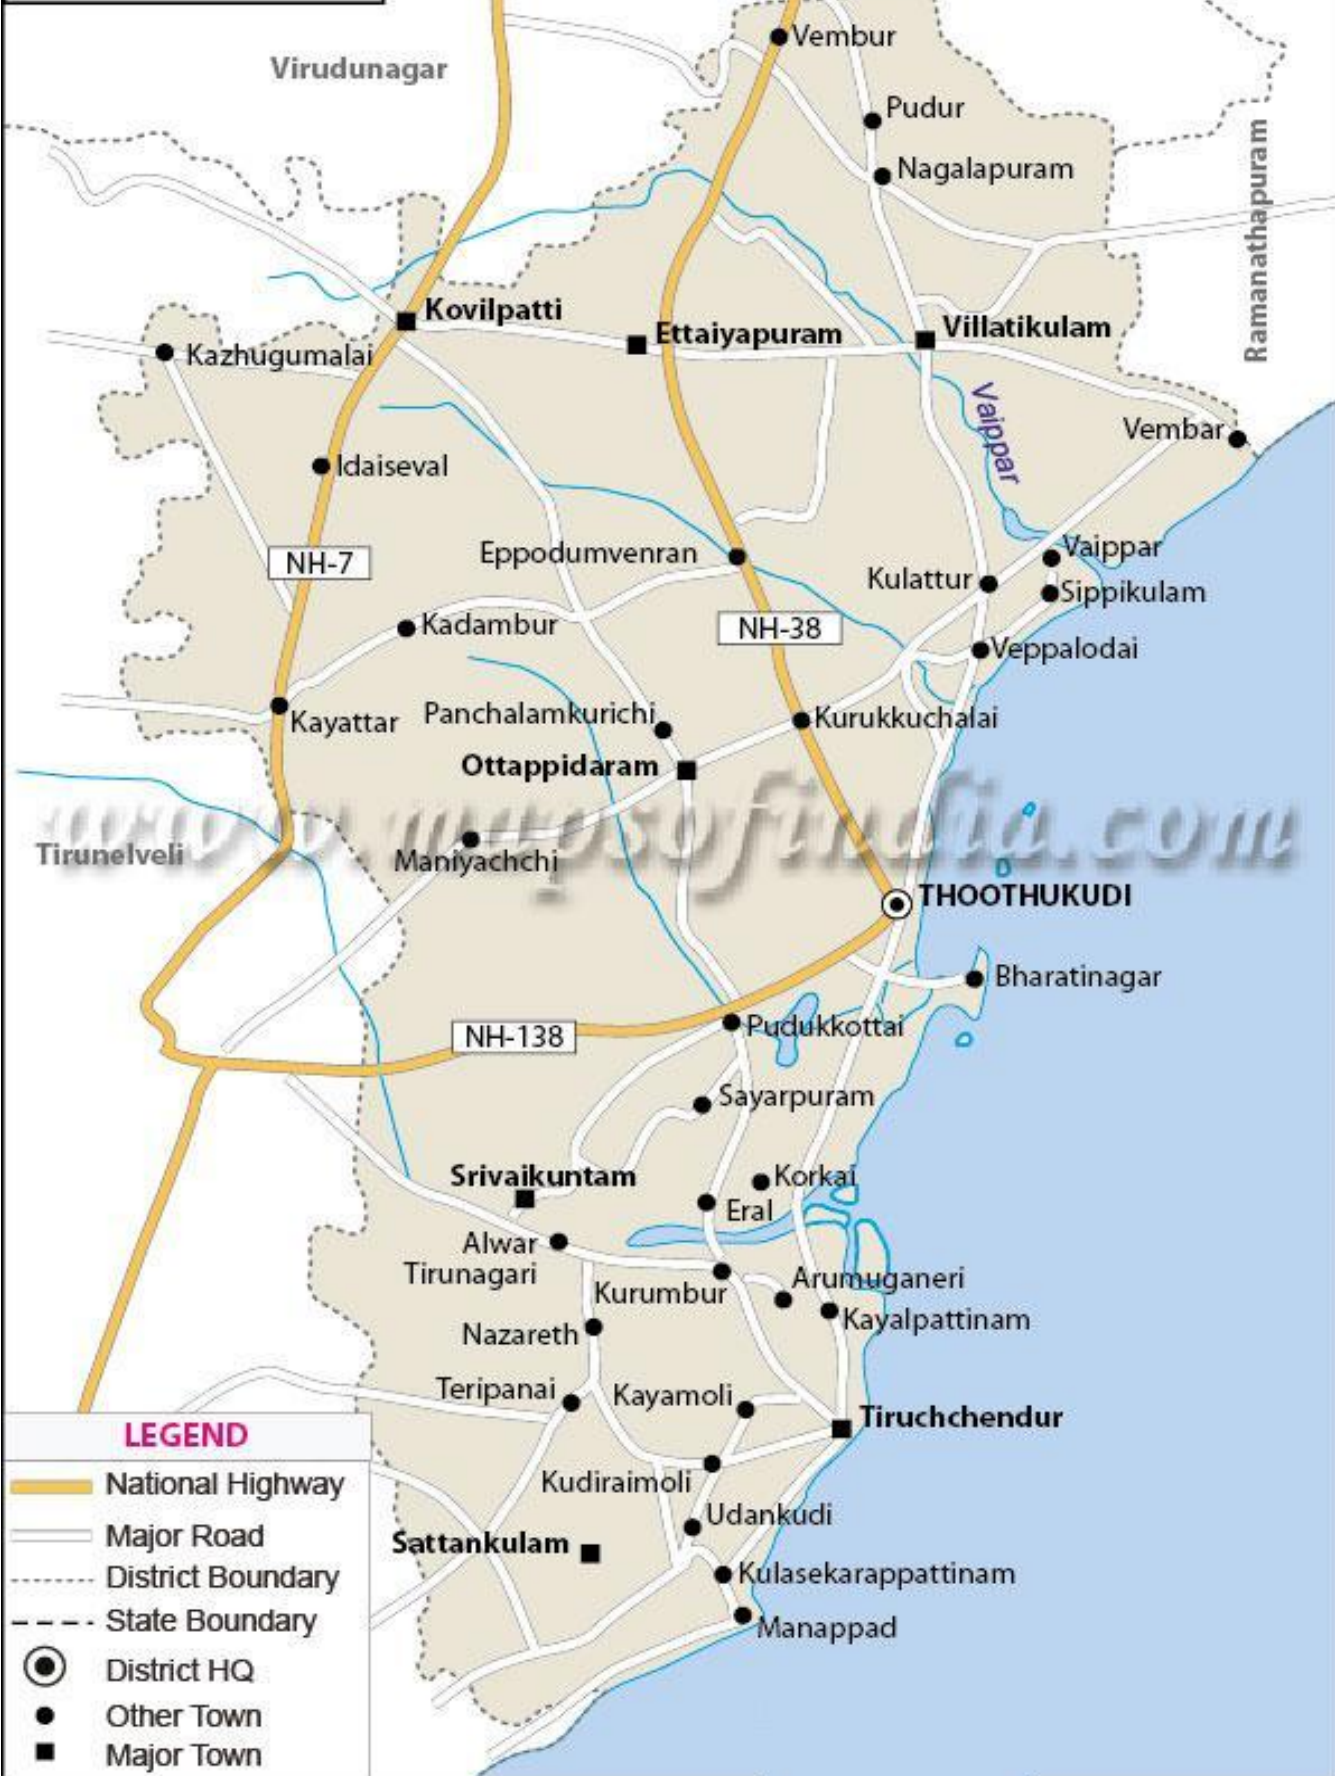 Vembur
Virudunagar
Pudur
Nagalapuram
Ramanathapuram
Kovilpatti
Ettaiyapuram
Villatikulam
Kazhugumalai
Vaippar
Vembar
Idaiseval
NH-7
Eppodumvenran
Vaippar
Kulattur
Sippikulam
Kadambur
NH-38
Veppalodai
Kayattar
Panchalamkurichi
Kurukkuchalai
Ottappidaram
www.mapsofindia.com
Tirunelveli
Maniyachchi
THOOTHUKUDI
Bharatinagar
NH-138
Pudukkottai
Sayarpuram
Srivaikuntam
Korkai
Eral
Alwar
Tirunagari
Kurumbur
Arumuganeri
Kayalpattinam
Nazareth
Teripanai
Kayamoli
Tiruchchendur
Kudiraimoli
Udankudi
Sattankulam
Kulasekarappattinam
Manappad
LEGEND
National Highway
Major Road
District Boundary
State Boundary
District HQ
Other Town
Major Town